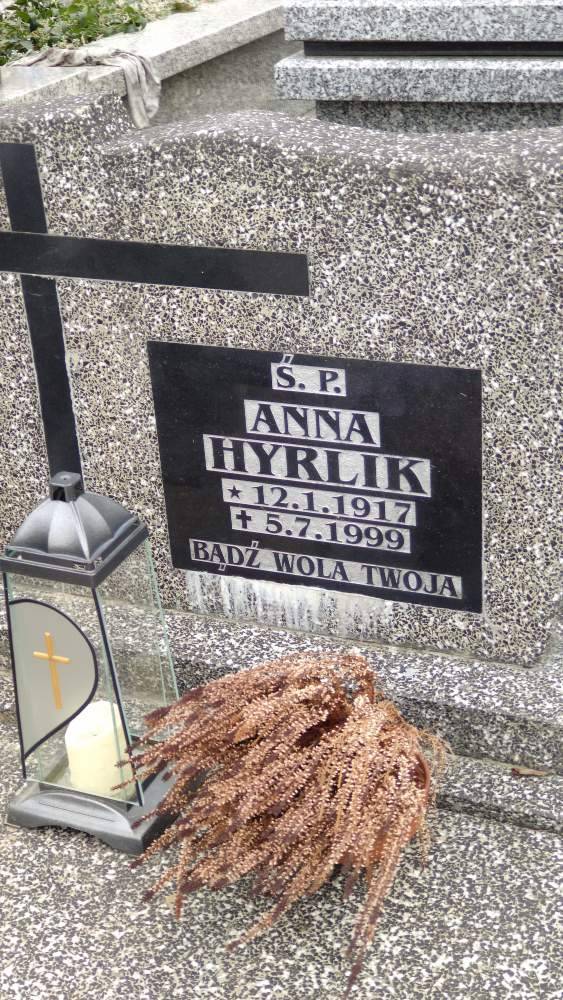 Ś. P.
ANNA
HYRLIK
★ 12.1.1917
✝ 5.7.1999
BĄDŹ WOLA TWOJA